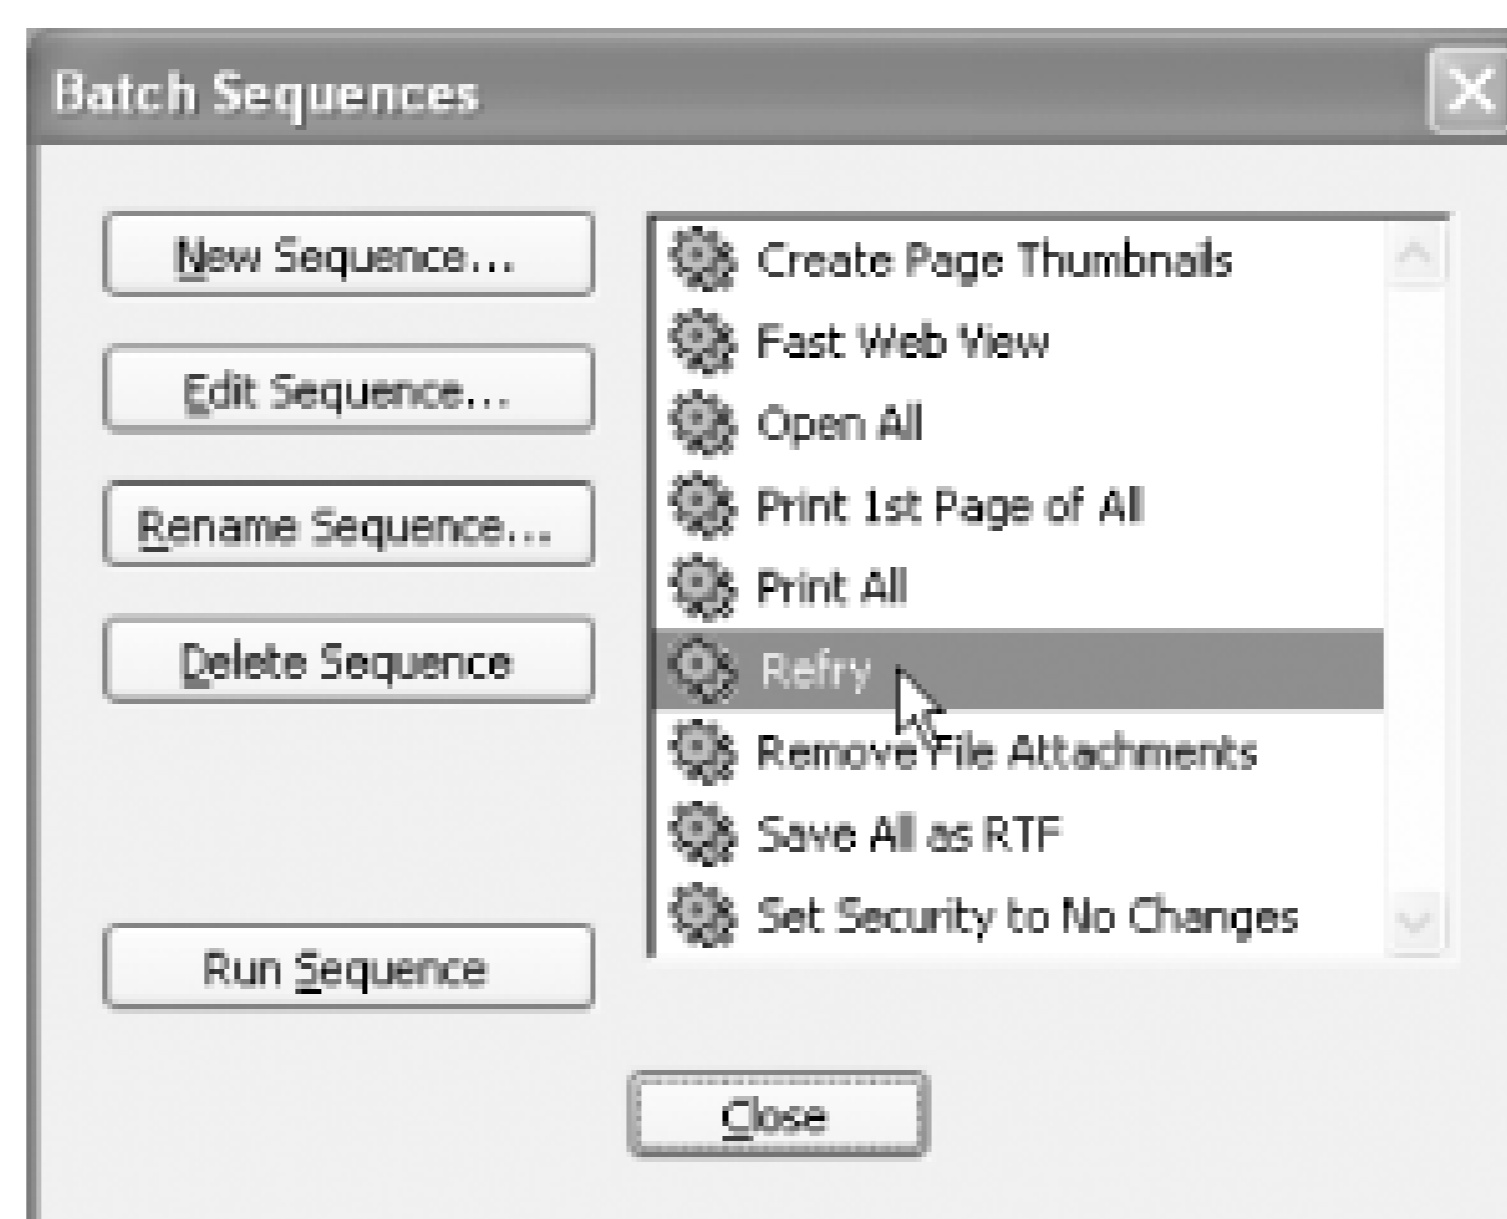 Batch Sequences
New Sequence...
Edit Sequence...
Rename Sequence...
Delete Sequence
Run Sequence
Create Page Thumbnails
Fast Web View
Open All
Print 1st Page of All
Print All
Refry
Remove File Attachments
Save All as RTF
Set Security to No Changes
Close